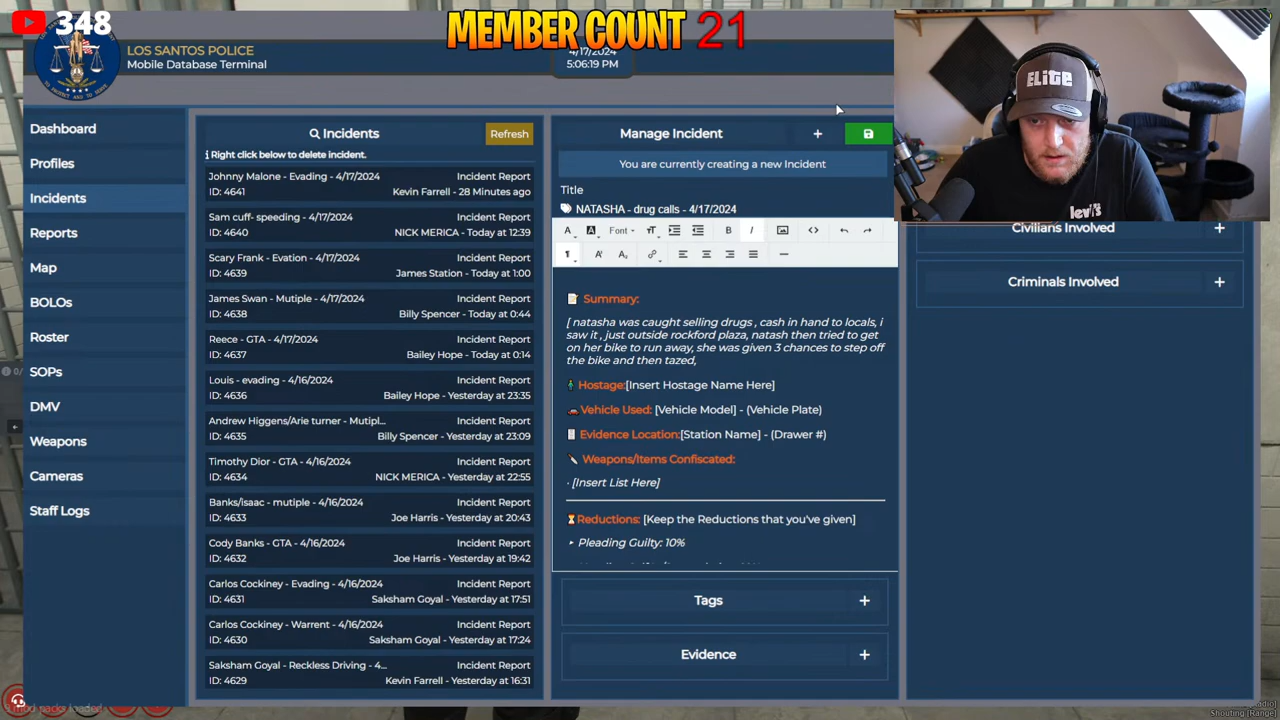 348
MEMBER COUNT 21
LOS SANTOS POLICE
Mobile Database Terminal
4/17/2024
5:06:19 PM
ELiTE
levi's
Dashboard
Profiles
Incidents
Reports
Map
BOLOs
Roster
SOPs
DMV
Weapons
Cameras
Staff Logs
Incidents
Refresh
Right click below to delete incident.
Johnny Malone - Evading - 4/17/2024 Incident Report
ID: 4641 Kevin Farrell - 28 Minutes ago
Sam cuff- speeding - 4/17/2024 Incident Report
ID: 4640 NICK MERICA - Today at 12:39
Scary Frank - Evation - 4/17/2024 Incident Report
ID: 4639 James Station - Today at 1:00
James Swan - Mutiple - 4/17/2024 Incident Report
ID: 4638 Billy Spencer - Today at 0:44
Reece - GTA - 4/17/2024 Incident Report
ID: 4637 Bailey Hope - Today at 0:14
Louis - evading - 4/16/2024 Incident Report
ID: 4636 Bailey Hope - Yesterday at 23:35
Andrew Higgens/Arie turner - Mutipl... Incident Report
ID: 4635 Billy Spencer - Yesterday at 23:09
Timothy Dior - GTA - 4/16/2024 Incident Report
ID: 4634 NICK MERICA - Yesterday at 22:55
Banks/isaac - mutiple - 4/16/2024 Incident Report
ID: 4633 Joe Harris - Yesterday at 20:43
Cody Banks - GTA - 4/16/2024 Incident Report
ID: 4632 Joe Harris - Yesterday at 19:42
Carlos Cockiney - Evading - 4/16/2024 Incident Report
ID: 4631 Saksham Goyal - Yesterday at 17:51
Carlos Cockiney - Warrent - 4/16/2024 Incident Report
ID: 4630 Saksham Goyal - Yesterday at 17:24
Saksham Goyal - Reckless Driving - 4... Incident Report
ID: 4629 Kevin Farrell - Yesterday at 16:31
Manage Incident
You are currently creating a new Incident
Title
NATASHA - drug calls - 4/17/2024
Font
Summary:
[ natasha was caught selling drugs , cash in hand to locals, i
saw it , just outside rockford plaza, natash then tried to get
on her bike to run away, she was given 3 chances to step off
the bike and then tazed,
Hostage:[Insert Hostage Name Here]
Vehicle Used: [Vehicle Model] - (Vehicle Plate)
Evidence Location:[Station Name] - (Drawer #)
Weapons/Items Confiscated:
· [Insert List Here]
Reductions: [Keep the Reductions that you've given]
‣ Pleading Guilty: 10%
Tags
Evidence
Civilians Involved
Criminals Involved
mod packs loaded
Radio
Shouting [Range]